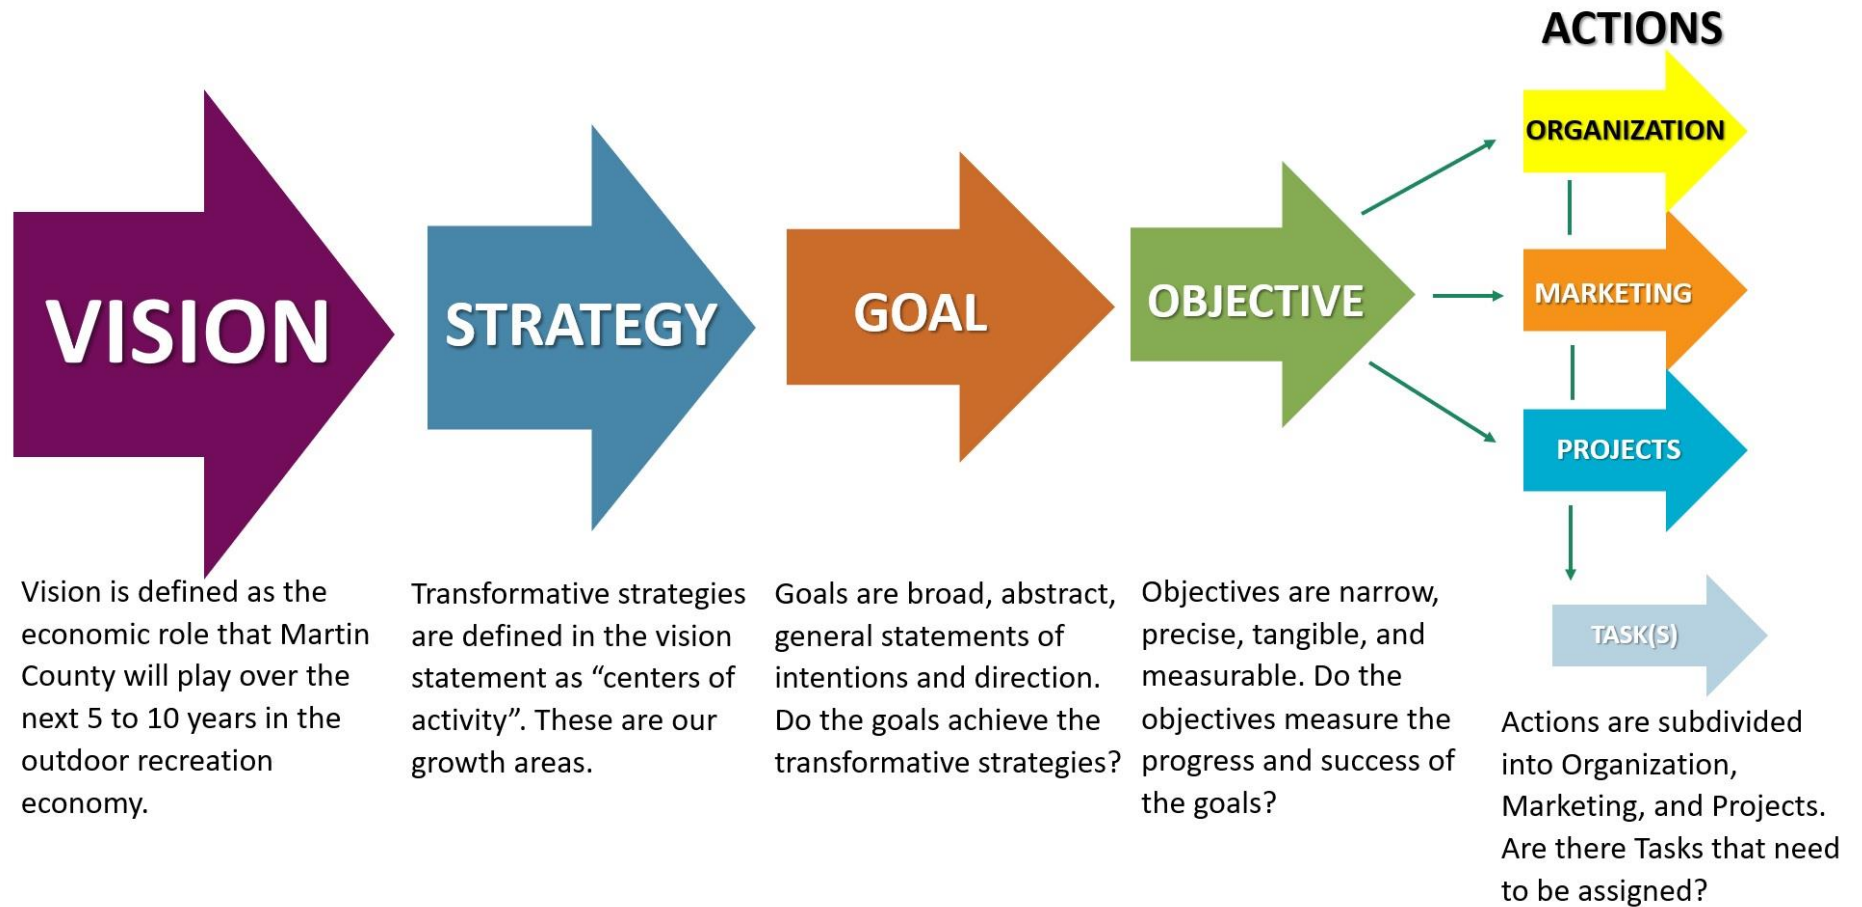 VISION
STRATEGY
GOAL
OBJECTIVE
ACTIONS
ORGANIZATION
MARKETING
PROJECTS
TASK(S)
Vision is defined as the
economic role that Martin
County will play over the
next 5 to 10 years in the
outdoor recreation
economy.
Transformative strategies
are defined in the vision
statement as “centers of
activity”. These are our
growth areas.
Goals are broad, abstract,
general statements of
intentions and direction.
Do the goals achieve the
transformative strategies?
Objectives are narrow,
precise, tangible, and
measurable. Do the
objectives measure the
progress and success of
the goals?
Actions are subdivided
into Organization,
Marketing, and Projects.
Are there Tasks that need
to be assigned?